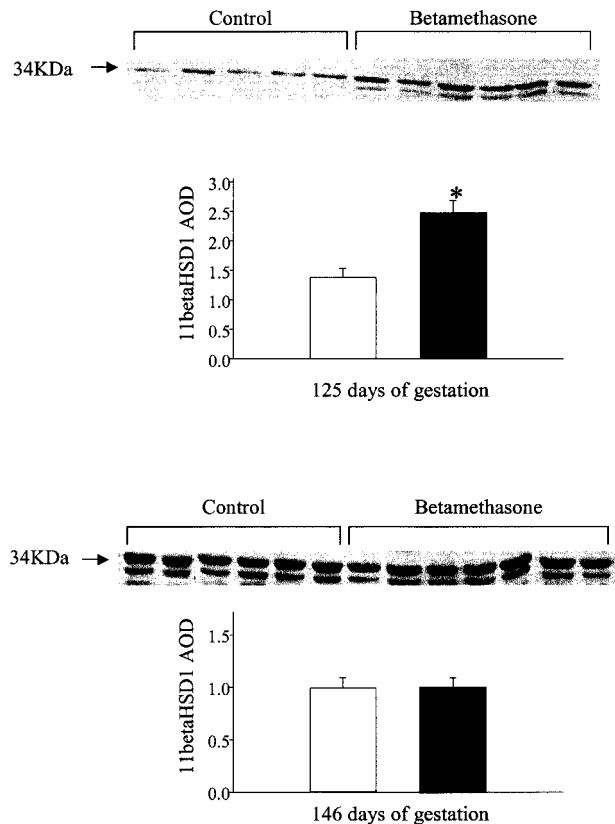 Control Betamethasone
34KDa
11betaHSD1 AOD
3.0
2.5
2.0
1.5
1.0
0.5
0.0
*
125 days of gestation
Control Betamethasone
34KDa
11betaHSD1 AOD
1.5
1.0
0.5
0.0
146 days of gestation